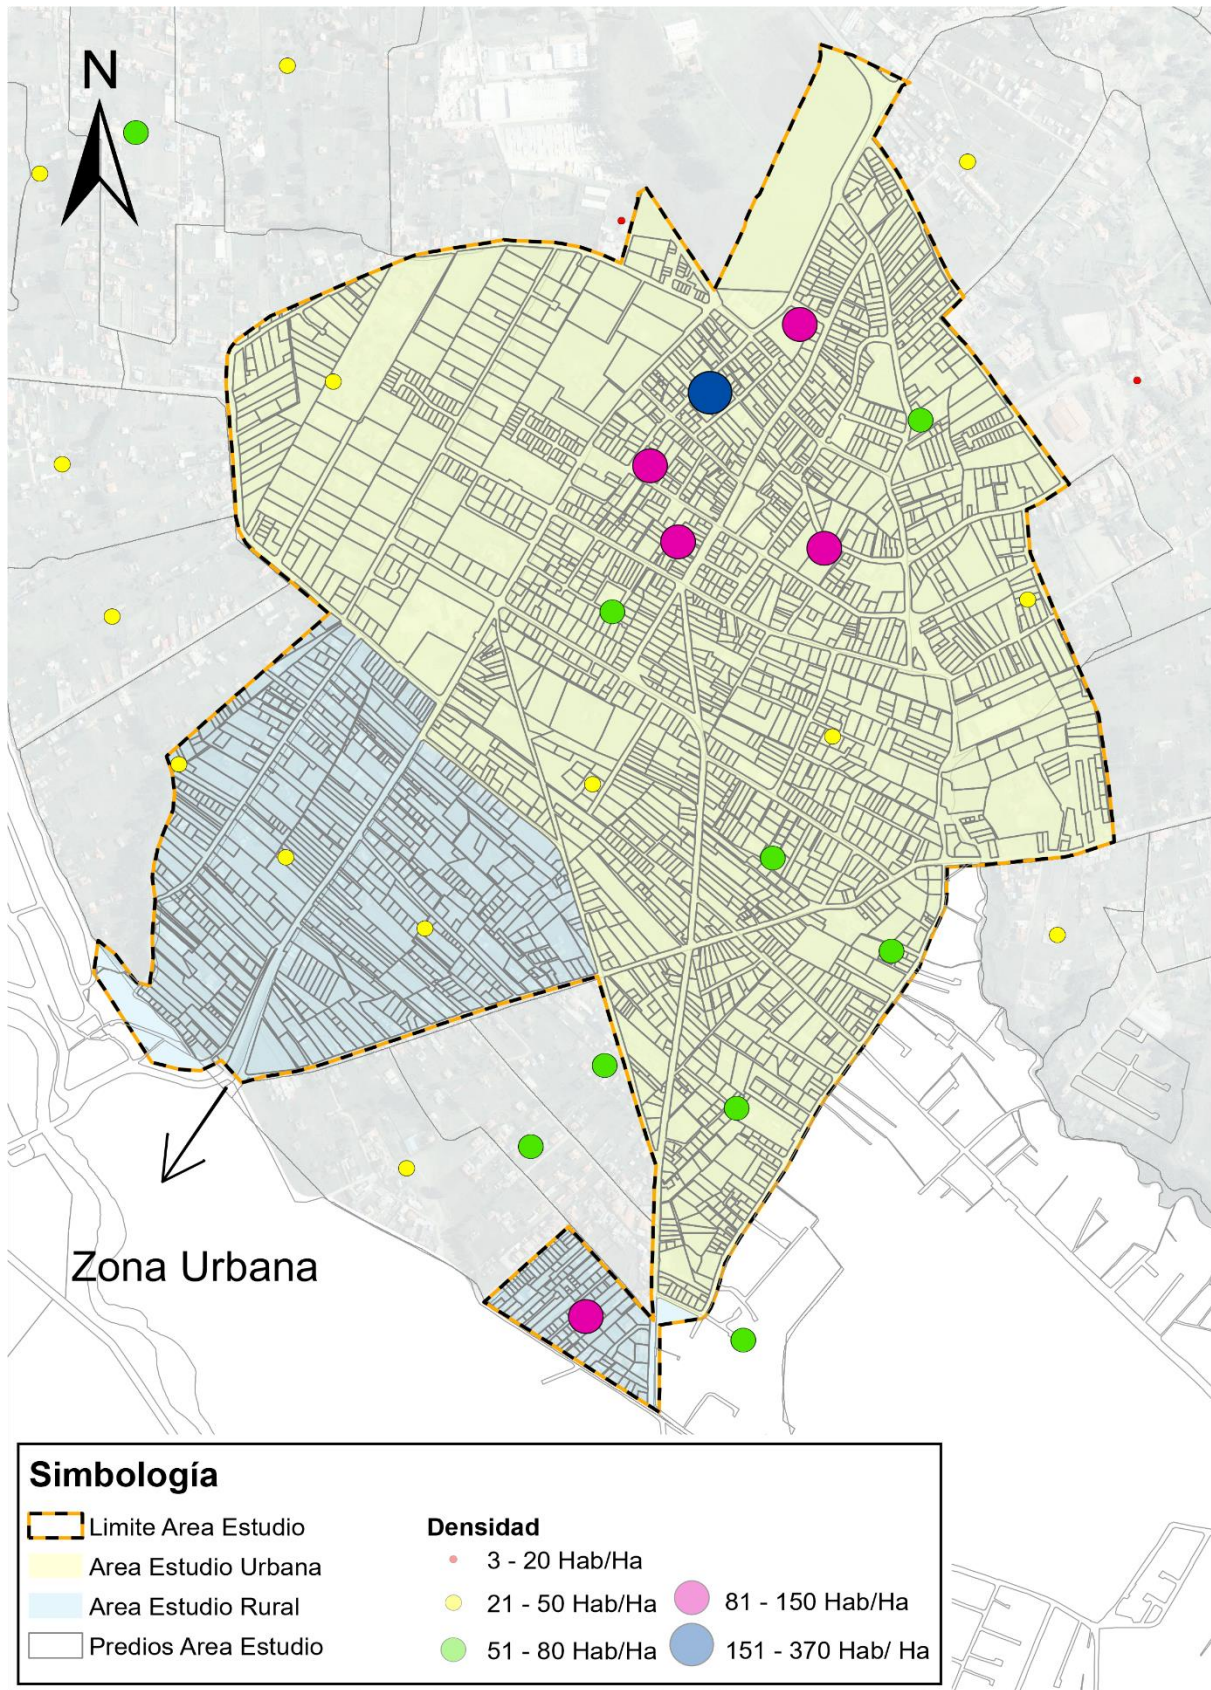 N
Zona Urbana
Simbología
Limite Area Estudio
Area Estudio Urbana
Area Estudio Rural
Predios Area Estudio
Densidad
3 - 20 Hab/Ha
21 - 50 Hab/Ha
51 - 80 Hab/Ha
81 - 150 Hab/Ha
151 - 370 Hab/ Ha